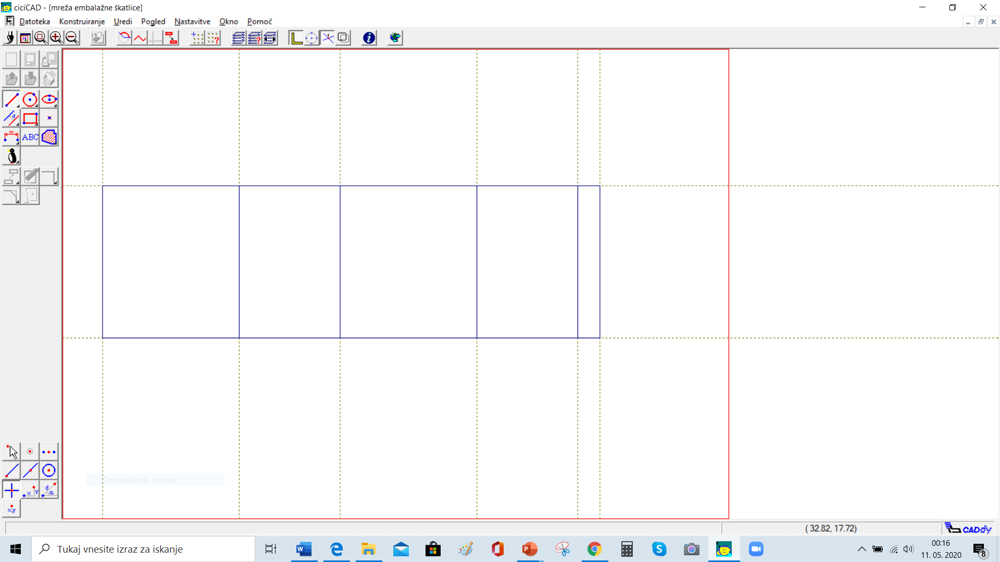 ciciCAD - [mreža embalažne škatlice]
Datoteka Konstruiranje Uredi Pogled Nastavitve Okno Pomoč
ABC
d
x y
d α
x,y
Celozaslonski izrezek
( 32.82, 17.72)
CADdy
Tukaj vnesite izraz za iskanje
00:16
11. 05. 2020
8